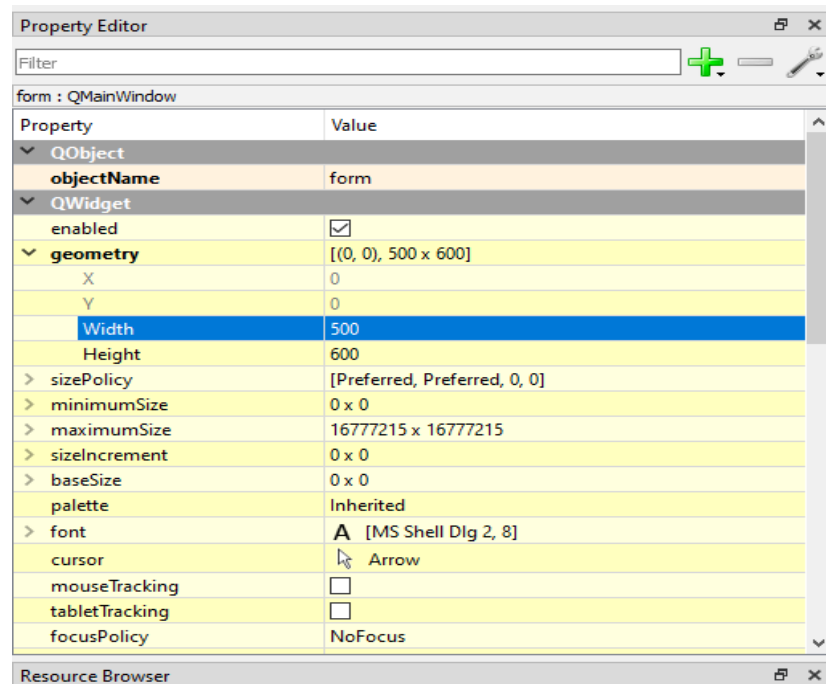 Property Editor
Filter
form : QMainWindow
Property Value
QObject
objectName form
QWidget
enabled
geometry [(0, 0), 500 x 600]
X 0
Y 0
Width 500
Height 600
sizePolicy [Preferred, Preferred, 0, 0]
minimumSize 0 x 0
maximumSize 16777215 x 16777215
sizeIncrement 0 x 0
baseSize 0 x 0
palette Inherited
font A [MS Shell Dlg 2, 8]
cursor Arrow
mouseTracking
tabletTracking
focusPolicy NoFocus
Resource Browser